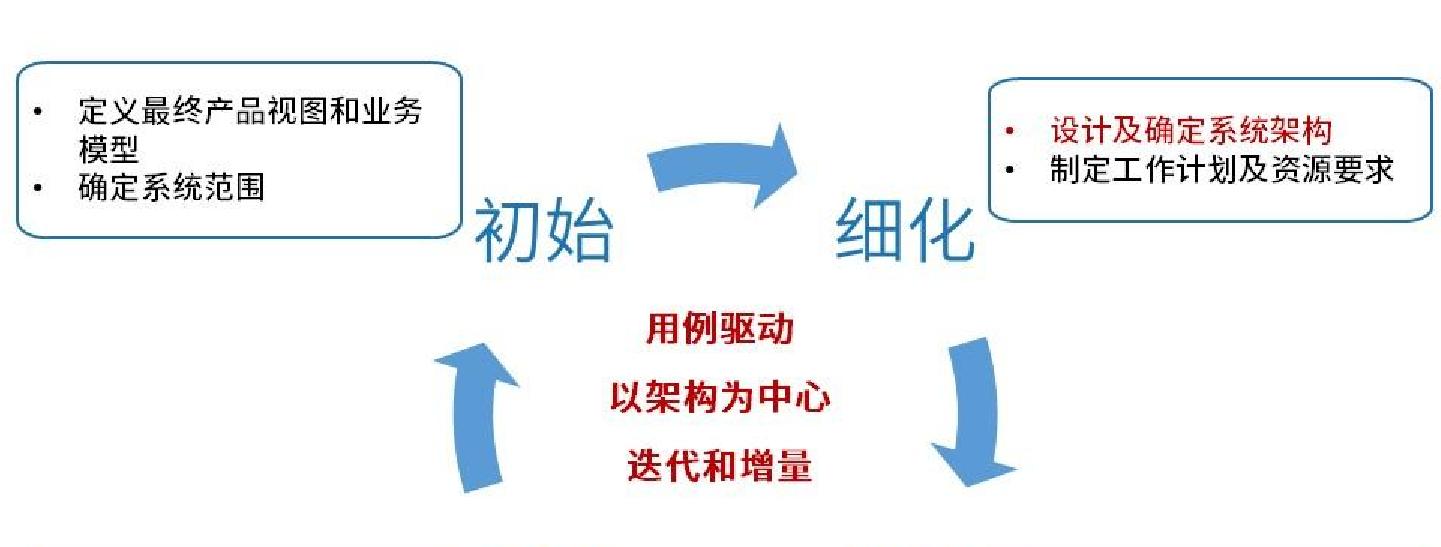 • 定义最终产品视图和业务
模型
• 确定系统范围
初始
• 设计及确定系统架构
• 制定工作计划及资源要求
细化
用例驱动
以架构为中心
迭代和增量